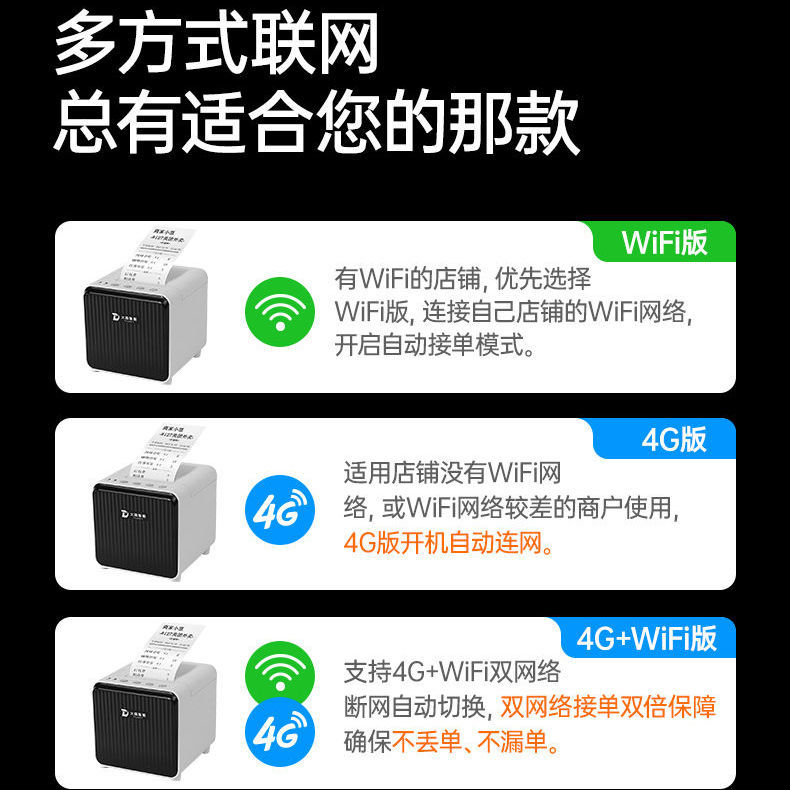 多方式联网
总有适合您的那款
WiFi版
有WiFi的店铺，优先选择
WiFi版，连接自己店铺的WiFi网络，
开启自动接单模式。
4G版
4G
适用店铺没有WiFi网
络，或WiFi网络较差的商户使用，
4G版开机自动连网。
4G+WiFi版
4G
支持4G+WiFi双网络
断网自动切换，双网络接单双倍保障
确保不丢单、不漏单。